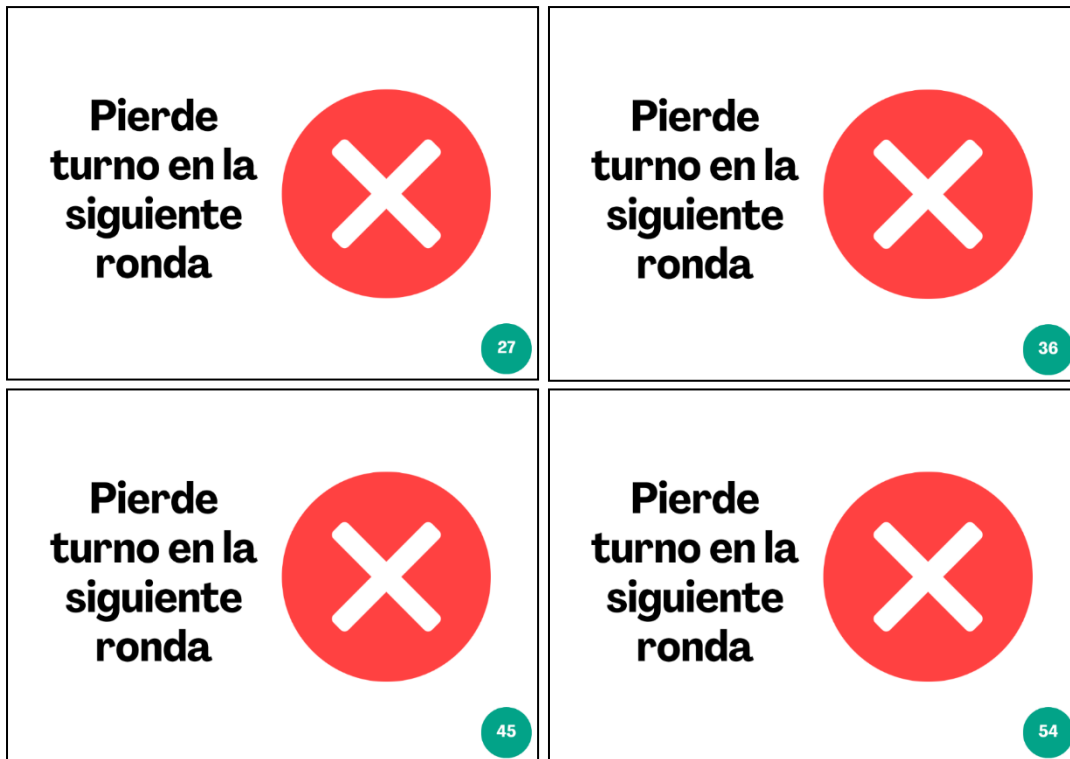 Pierde
turno en la
siguiente
ronda
27
Pierde
turno en la
siguiente
ronda
36
Pierde
turno en la
siguiente
ronda
45
Pierde
turno en la
siguiente
ronda
54